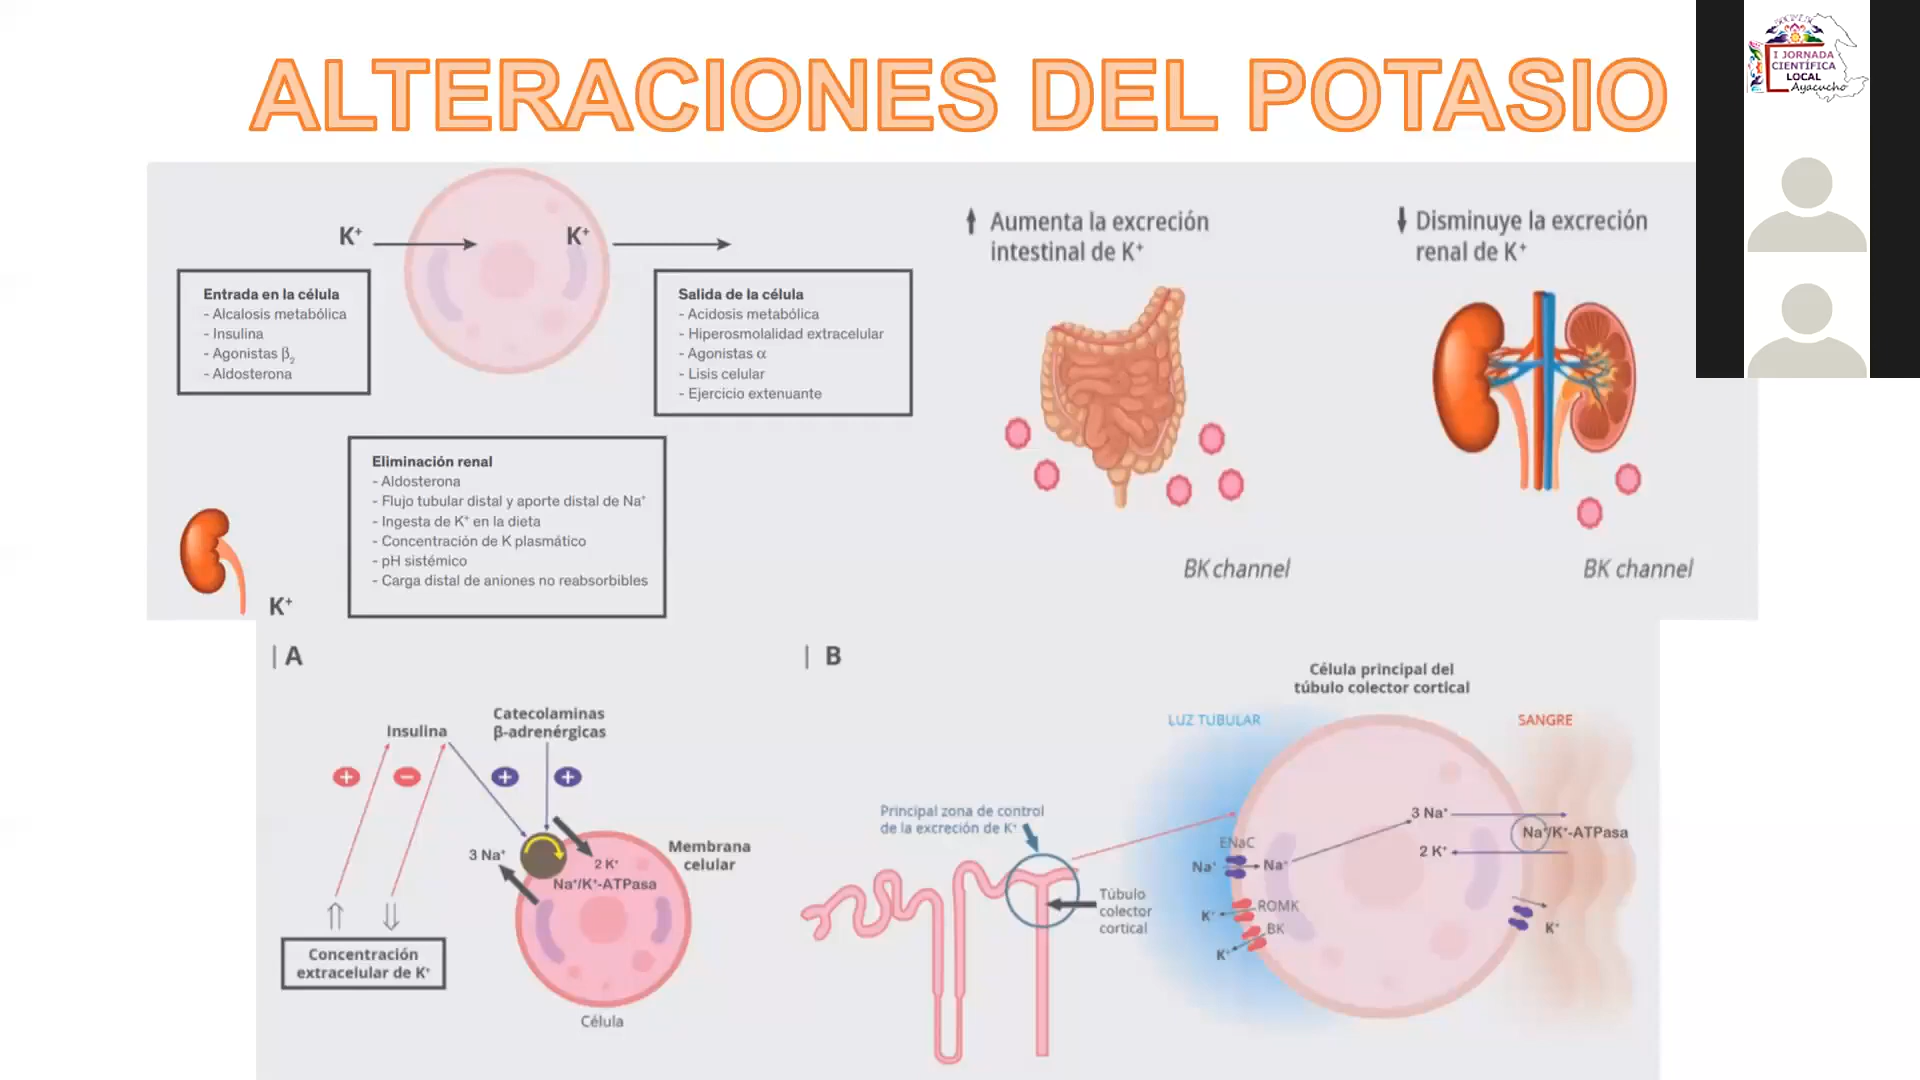 ALTERACIONES DEL POTASIO
I JORNADA
CIENTÍFICA
LOCAL
Ayacucho
K⁺
K⁺
Entrada en la célula
- Alcalosis metabólica
- Insulina
- Agonistas β₂
- Aldosterona
Salida de la célula
- Acidosis metabólica
- Hiperosmolalidad extracelular
- Agonistas α
- Lisis celular
- Ejercicio extenuante
Aumenta la excreción
intestinal de K⁺
Disminuye la excreción
renal de K⁺
Eliminación renal
- Aldosterona
- Flujo tubular distal y aporte distal de Na⁺
- Ingesta de K⁺ en la dieta
- Concentración de K plasmático
- pH sistémico
- Carga distal de aniones no reabsorbibles
K⁺
BK channel
BK channel
| A
Insulina
Catecolaminas
β-adrenérgicas
+
−
+
+
3 Na⁺
2 K⁺
Na⁺/K⁺-ATPasa
Membrana
celular
Concentración
extracelular de K⁺
Célula
| B
Célula principal del
túbulo colector cortical
LUZ TUBULAR
SANGRE
Principal zona de control
de la excreción de K⁺
Túbulo
colector
cortical
ENaC
Na⁺
Na⁺
ROMK
K⁺
BK
K⁺
3 Na⁺
Na⁺/K⁺-ATPasa
2 K⁺
K⁺